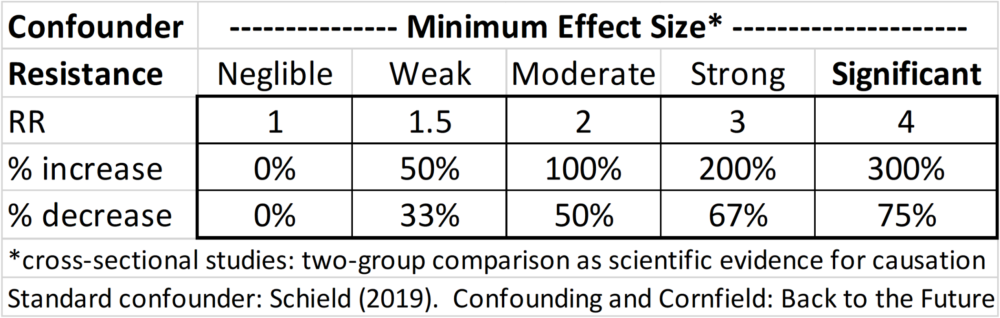 Confounder --------------- Minimum Effect Size* ---------------------
Resistance Neglible Weak Moderate Strong Significant
RR 1 1.5 2 3 4
% increase 0% 50% 100% 200% 300%
% decrease 0% 33% 50% 67% 75%
*cross-sectional studies: two-group comparison as scientific evidence for causation
Standard confounder: Schield (2019).  Confounding and Cornfield: Back to the Future